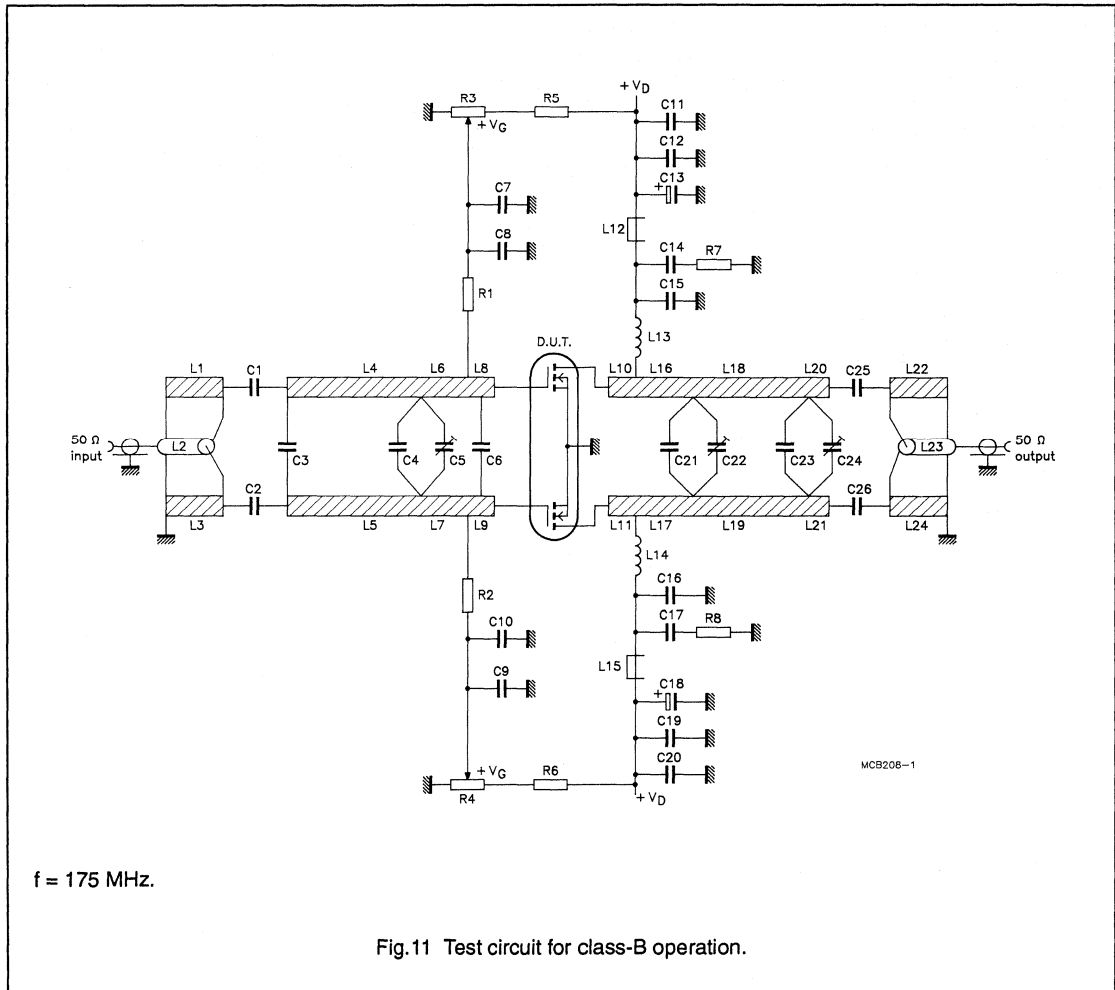 + VD
R3 R5
+ VG
C11
C12
C13
+
C7
C8
L12
C14 R7
C15
R1
L13
D.U.T.
L1 C1 L4 L6 L8 L10 L16 L18 L20 C25 L22
50 Ω
input
L2
C3
C4
C5
C6
C21
C22
C23
C24
L23
50 Ω
output
C2
C26
L3 L5 L7 L9 L11 L17 L19 L21 L24
L14
R2
C16
C17 R8
C10
L15
C9
C18
+
C19
C20
MCB208-1
+ VG
R4 R6
+ VD
f = 175 MHz.
Fig.11 Test circuit for class-B operation.